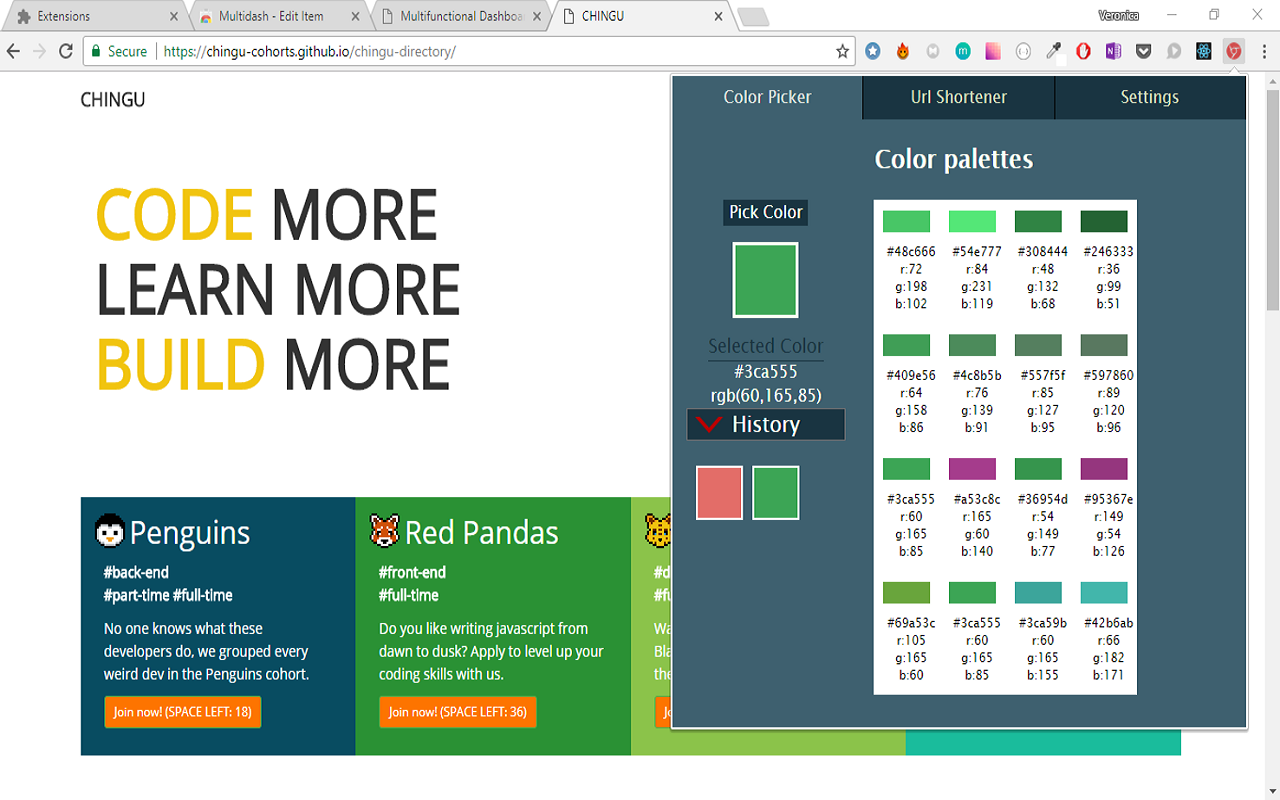 Extensions
Multidash - Edit Item
Multifunctional Dashboa
CHINGU
Veronica
Secure
https://chingu-cohorts.github.io/chingu-directory/
CHINGU
CODE MORE
LEARN MORE
BUILD MORE
Penguins
#back-end
#part-time #full-time
No one knows what these
developers do, we grouped every
weird dev in the Penguins cohort.
Join now! (SPACE LEFT: 18)
Red Pandas
#front-end
#full-time
Do you like writing javascript from
dawn to dusk? Apply to level up your
coding skills with us.
Join now! (SPACE LEFT: 36)
#d
#fu
Wa
Bla
the
Jo
Color Picker
Url Shortener
Settings
Pick Color
Selected Color
#3ca555
rgb(60,165,85)
History
Color palettes
#48c666 #54e777 #308444 #246333
r:72 r:84 r:48 r:36
g:198 g:231 g:132 g:99
b:102 b:119 b:68 b:51
#409e56 #4c8b5b #557f5f #597860
r:64 r:76 r:85 r:89
g:158 g:139 g:127 g:120
b:86 b:91 b:95 b:96
#3ca555 #a53c8c #36954d #95367e
r:60 r:165 r:54 r:149
g:165 g:60 g:149 g:54
b:85 b:140 b:77 b:126
#69a53c #3ca555 #3ca59b #42b6ab
r:105 r:60 r:60 r:66
g:165 g:165 g:165 g:182
b:60 b:85 b:155 b:171